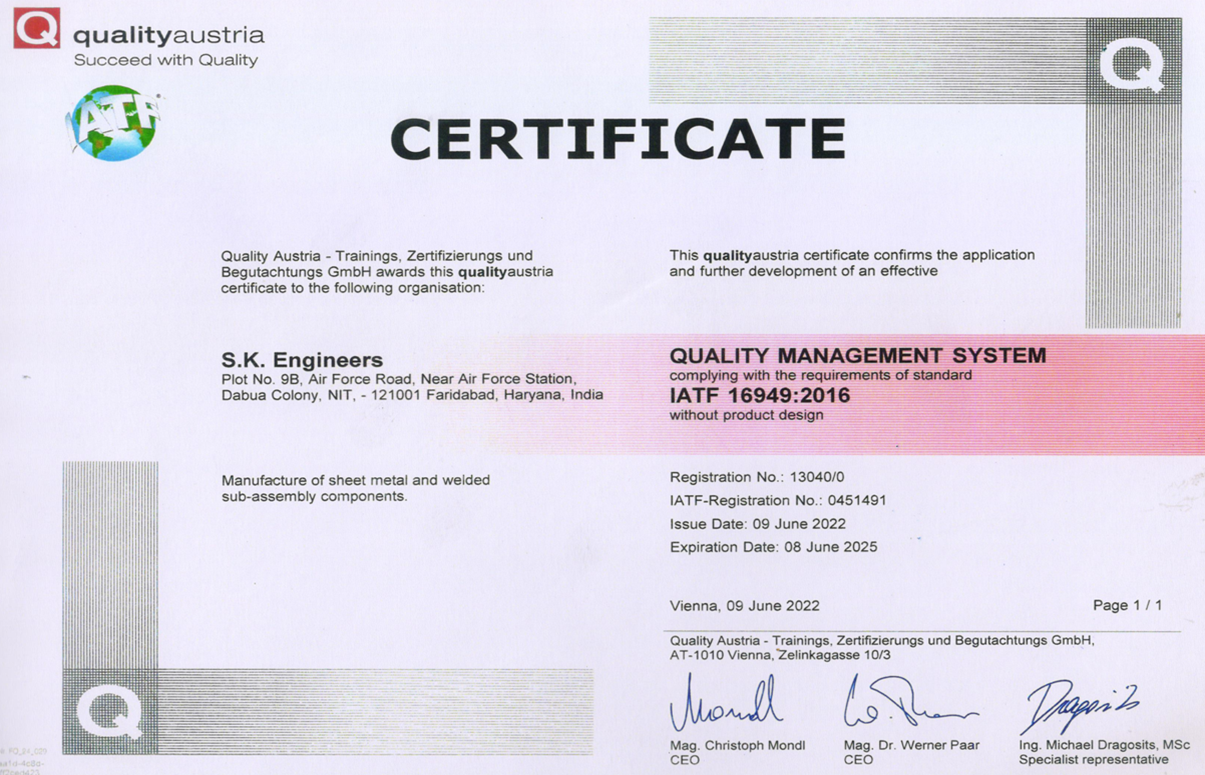 qualityaustria
Succeed with Quality
IATF
CERTIFICATE
Quality Austria - Trainings, Zertifizierungs und
Begutachtungs GmbH awards this qualityaustria
certificate to the following organisation:
This qualityaustria certificate confirms the application
and further development of an effective
S.K. Engineers
Plot No. 9B, Air Force Road, Near Air Force Station,
Dabua Colony, NIT, - 121001 Faridabad, Haryana, India
QUALITY MANAGEMENT SYSTEM
complying with the requirements of standard
IATF 16949:2016
without product design
Manufacture of sheet metal and welded
sub-assembly components.
Registration No.: 13040/0
IATF-Registration No.: 0451491
Issue Date: 09 June 2022
Expiration Date: 08 June 2025
Vienna, 09 June 2022
Page 1 / 1
Quality Austria - Trainings, Zertifizierungs und Begutachtungs GmbH,
AT-1010 Vienna, Zelinkagasse 10/3
Mag. Christoph Mondl
CEO
Mag. Dr. Werner Paar
CEO
Ing. Michael Dragosits, MSc
Specialist representative